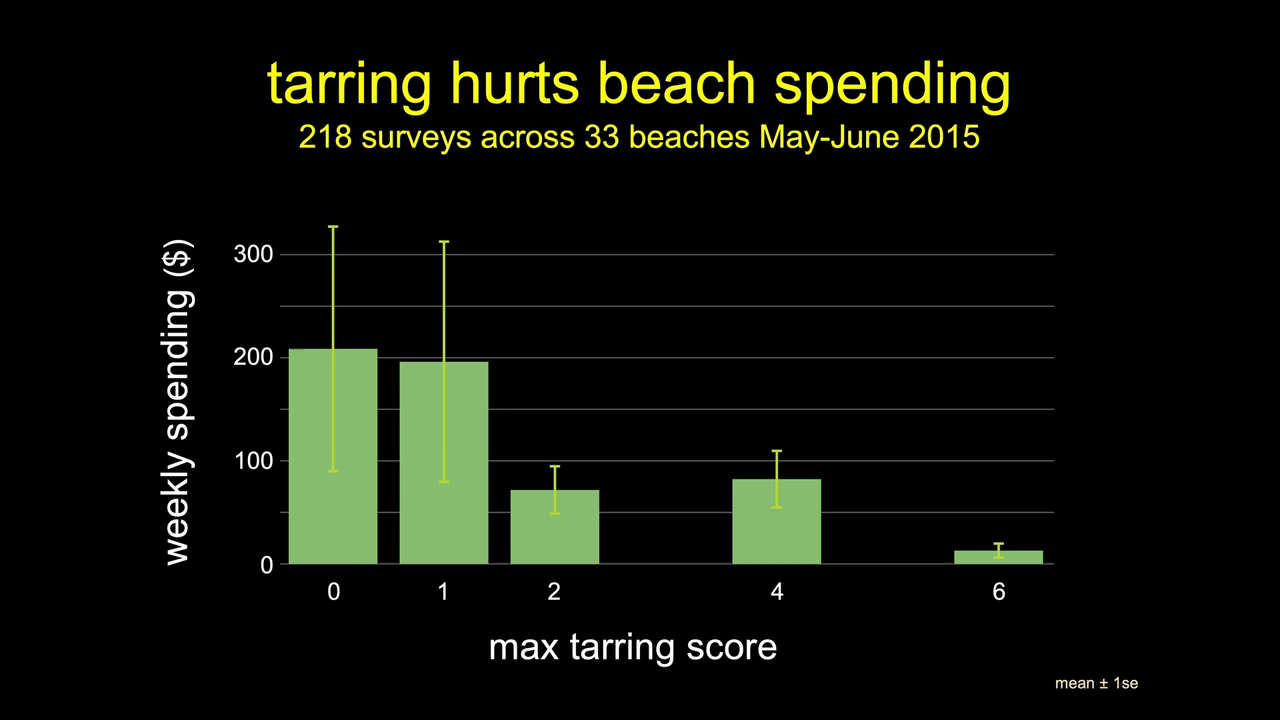 tarring hurts beach spending
218 surveys across 33 beaches May-June 2015
weekly spending ($)
300
200
100
0
0 1 2 4 6
max tarring score
mean ± 1se